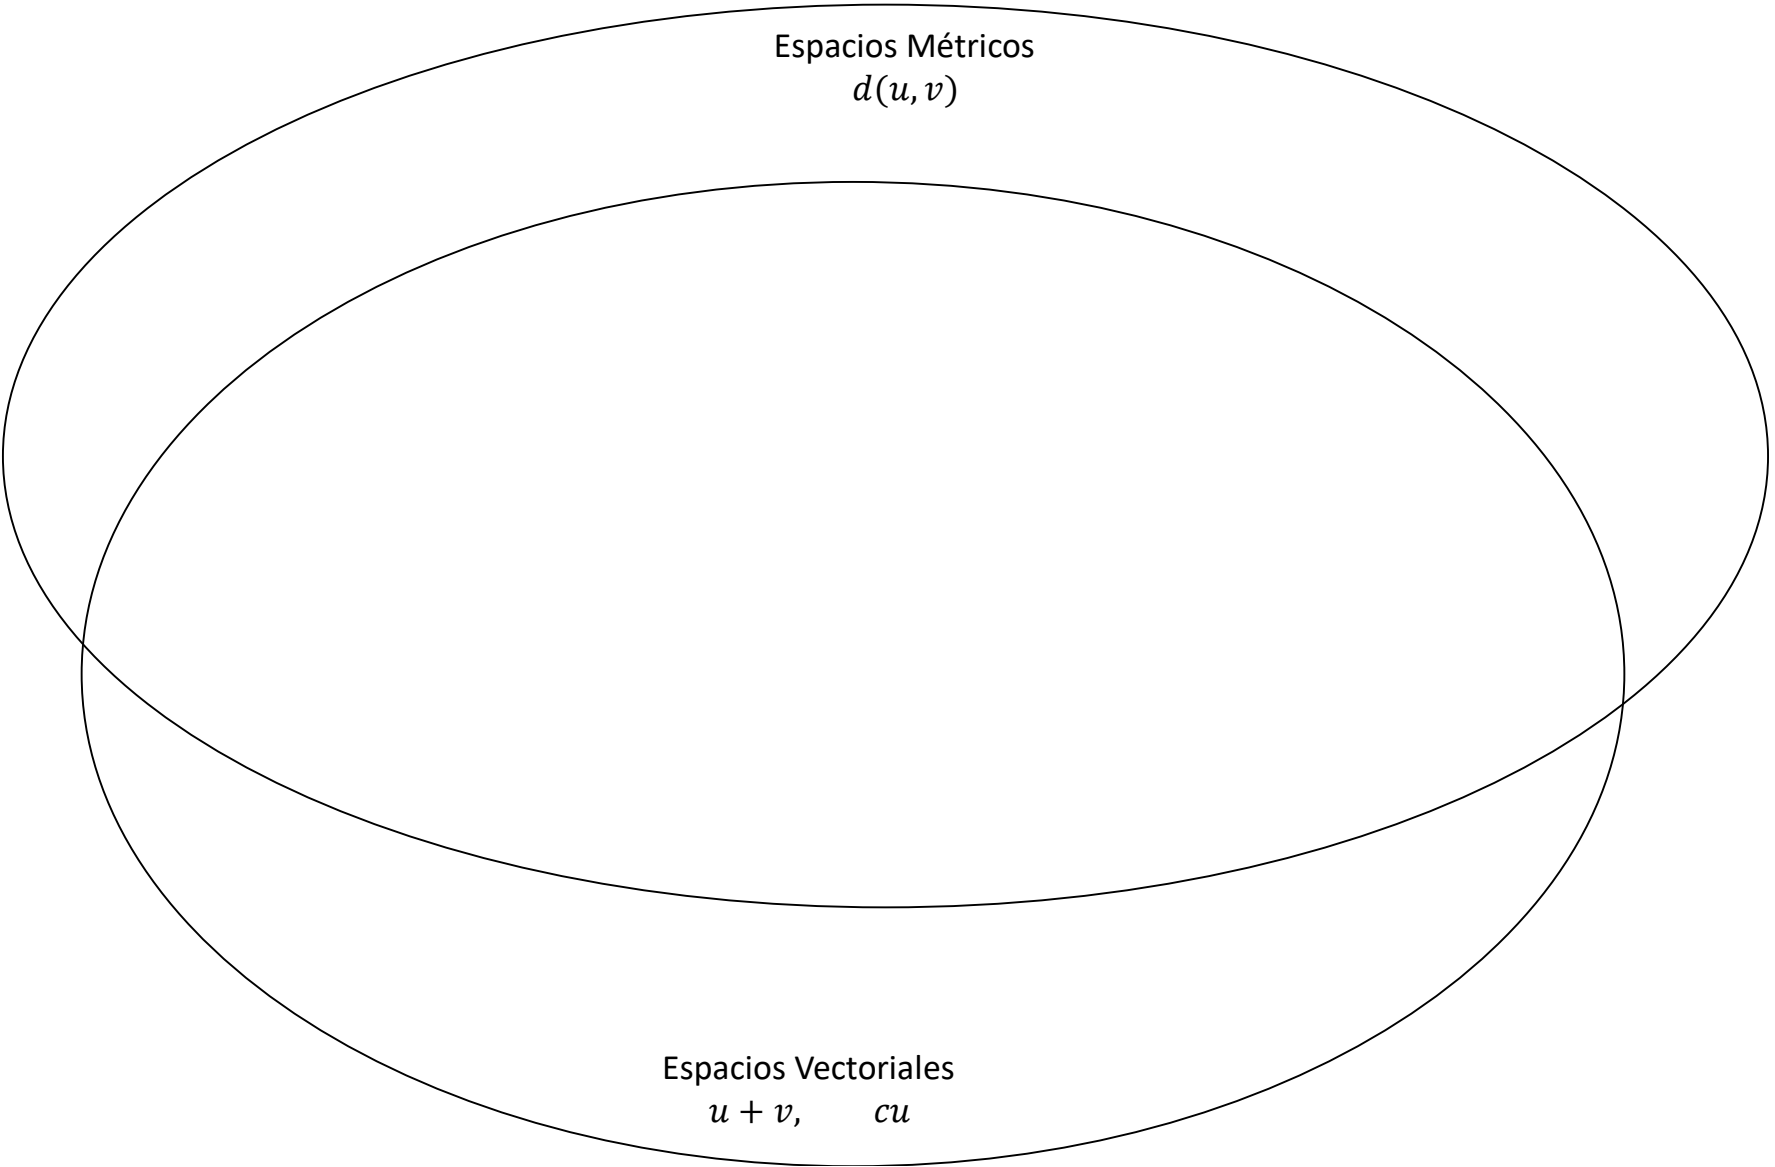 Espacios Métricos
d(u, v)
Espacios Vectoriales
u + v, cu